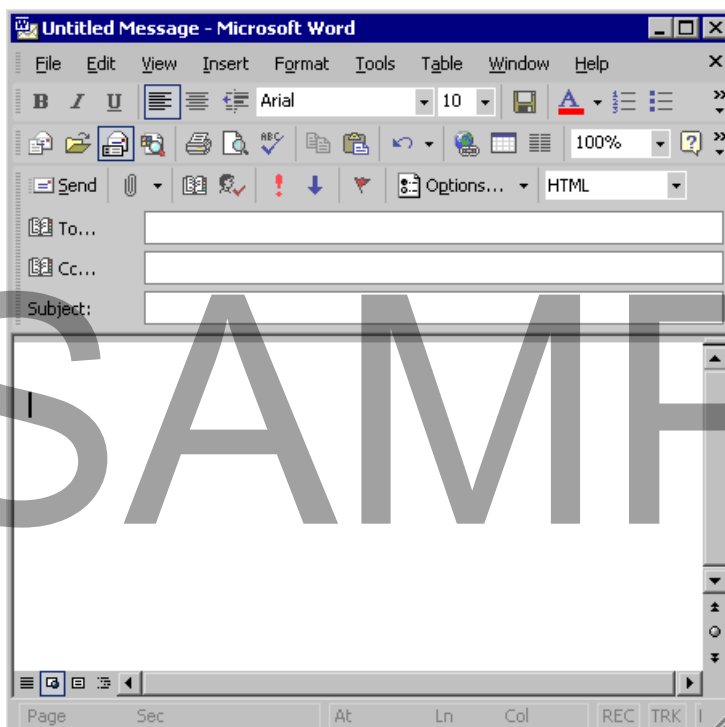 Untitled Message - Microsoft Word
File Edit View Insert Format Tools Table Window Help
B I U Arial 10 A
ABC 100%
Send Options... HTML
To...
Cc...
Subject:
SAMP
Page Sec At Ln Col REC TRK